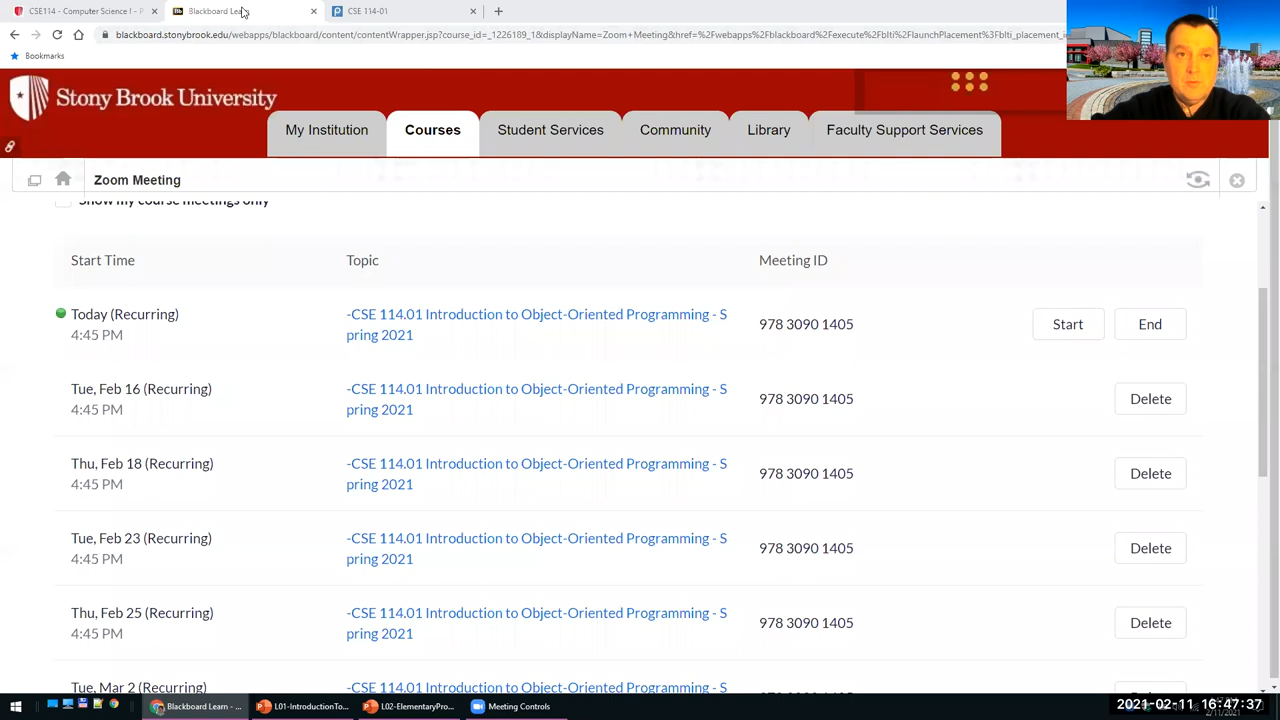 CSE114 - Computer Science I - P
Blackboard Learn
CSE 114-01
blackboard.stonybrook.edu/webapps/blackboard/content/contentWrapper.jsp?course_id=_1226189_1&displayName=Zoom+Meeting&href=%2Fwebapps%2Fblackboard%2Fexecute%2Fblti%2FlaunchPlacement%3Fblti_placement_i
Bookmarks
Stony Brook University
My Institution
Courses
Student Services
Community
Library
Faculty Support Services
Zoom Meeting
Show my course meetings only
Start Time Topic Meeting ID
Today (Recurring) -CSE 114.01 Introduction to Object-Oriented Programming - S
4:45 PM pring 2021 978 3090 1405 Start End
Tue, Feb 16 (Recurring) -CSE 114.01 Introduction to Object-Oriented Programming - S
4:45 PM pring 2021 978 3090 1405 Delete
Thu, Feb 18 (Recurring) -CSE 114.01 Introduction to Object-Oriented Programming - S
4:45 PM pring 2021 978 3090 1405 Delete
Tue, Feb 23 (Recurring) -CSE 114.01 Introduction to Object-Oriented Programming - S
4:45 PM pring 2021 978 3090 1405 Delete
Thu, Feb 25 (Recurring) -CSE 114.01 Introduction to Object-Oriented Programming - S
4:45 PM pring 2021 978 3090 1405 Delete
Tue, Mar 2 (Recurring) -CSE 114.01 Introduction to Object-Oriented Programming - S
Blackboard Learn - ...
L01-IntroductionTo...
L02-ElementaryPro...
Meeting Controls
2021-02-11 16:47:37